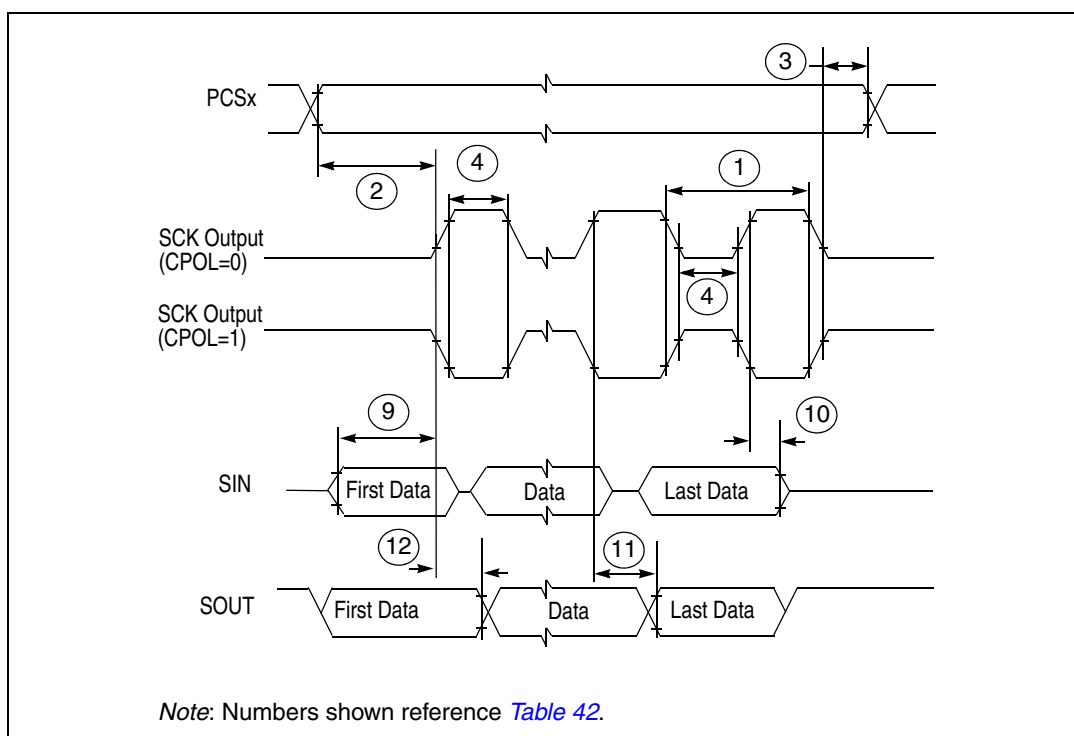 3
PCSx
2
4
1
SCK Output
(CPOL=0)
4
SCK Output
(CPOL=1)
9
10
SIN
First Data
Data
Last Data
12
11
SOUT
First Data
Data
Last Data
Note: Numbers shown reference Table 42.